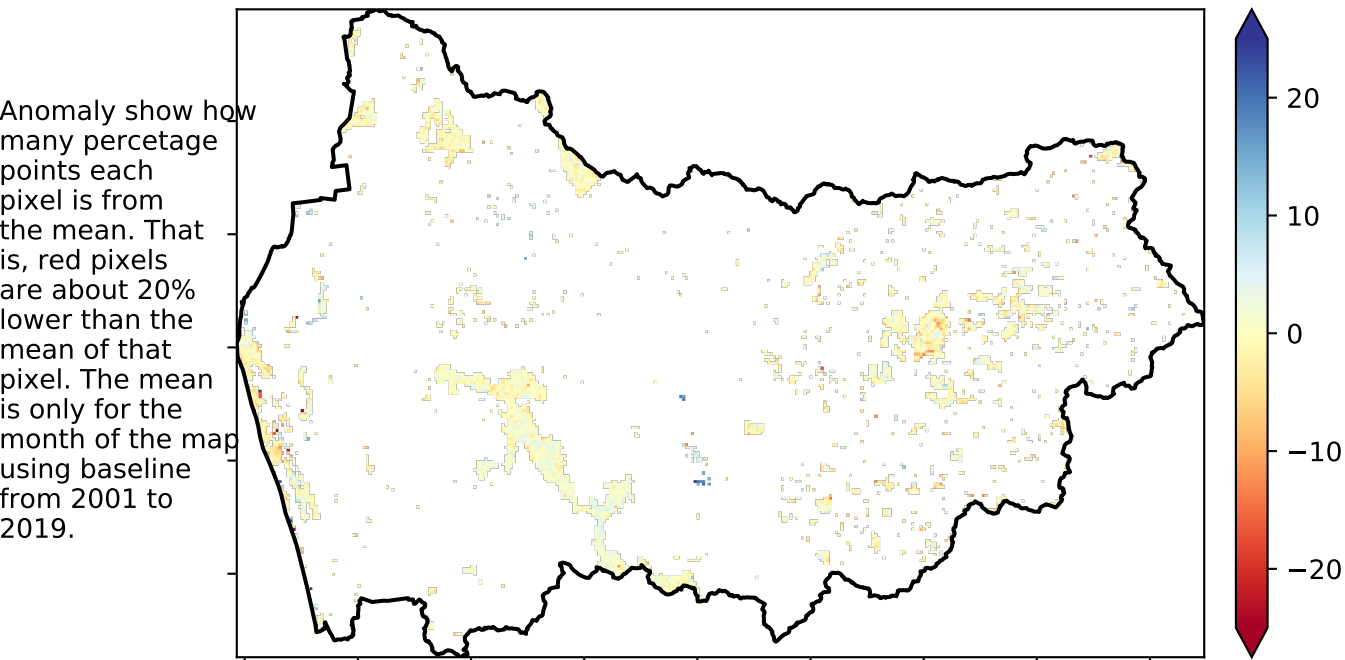 Anomaly show how
many percetage
points each
pixel is from
the mean. That
is, red pixels
are about 20%
lower than the
mean of that
pixel. The mean
is only for the
month of the map
using baseline
from 2001 to
2019.
20
10
0
−10
−20